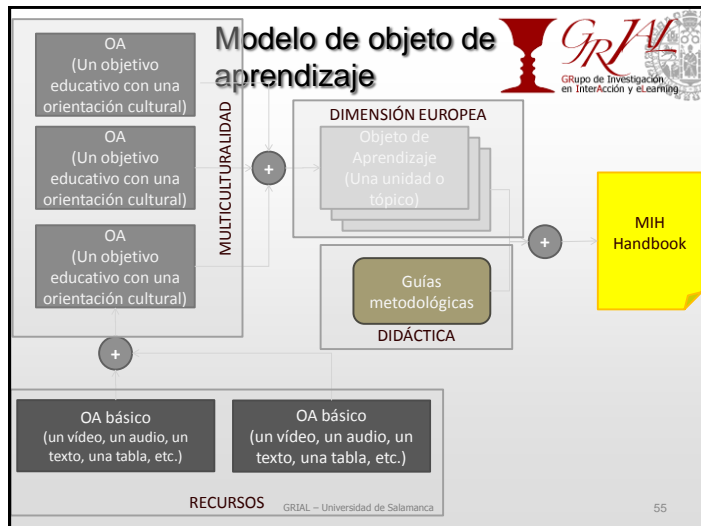 Modelo de objeto de
aprendizaje
GRIAL
GRupo de Investigación
en InterAcción y eLearning
OA
(Un objetivo
educativo con una
orientación cultural)
OA
(Un objetivo
educativo con una
orientación cultural)
OA
(Un objetivo
educativo con una
orientación cultural)
MULTICULTURALIDAD
+
DIMENSIÓN EUROPEA
Objeto de
Aprendizaje
(Una unidad o
tópico)
Guías
metodológicas
DIDÁCTICA
+
MIH
Handbook
+
OA básico
(un vídeo, un audio, un
texto, una tabla, etc.)
OA básico
(un vídeo, un audio, un
texto, una tabla, etc.)
RECURSOS
GRIAL – Universidad de Salamanca
55